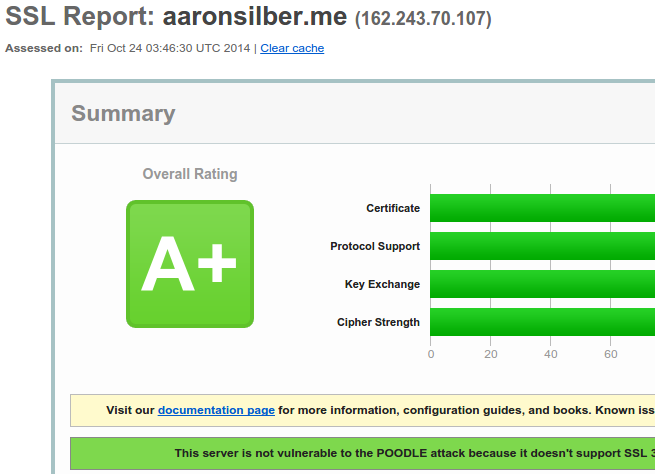 SSL Report: aaronsilber.me (162.243.70.107)
Assessed on: Fri Oct 24 03:46:30 UTC 2014 | Clear cache
Summary
Overall Rating
A+
Certificate
Protocol Support
Key Exchange
Cipher Strength
0 20 40 60
Visit our documentation page for more information, configuration guides, and books. Known iss
This server is not vulnerable to the POODLE attack because it doesn't support SSL 3